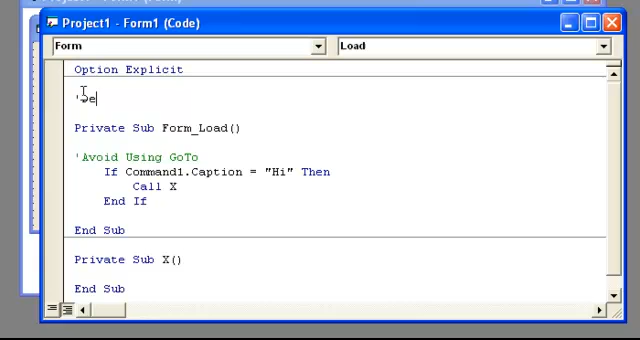 Project1 - Form1 (Code)
Form
Load
Option Explicit
Private Sub Form_Load()
'Avoid Using GoTo
If Command1.Caption = "Hi" Then
Call X
End If
End Sub
Private Sub X()
End Sub